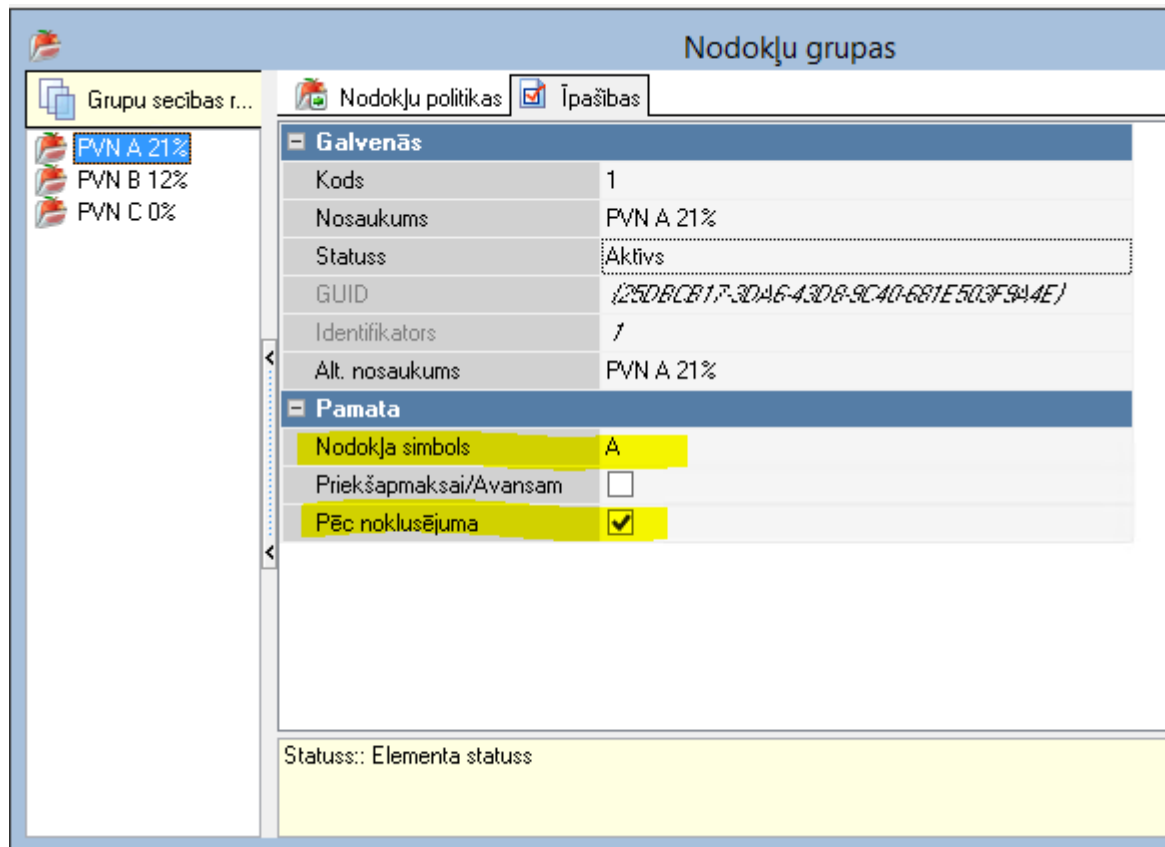 Nodokļu grupas
Grupu secības r...
Nodokļu politikas Īpašības
PVN A 21%
PVN B 12%
PVN C 0%
Galvenās
Kods 1
Nosaukums PVN A 21%
Statuss Aktīvs
GUID {25DBCB17-3DA6-43D8-9C40-681E503F9A4E}
Identifikators 1
Alt. nosaukums PVN A 21%
Pamata
Nodokļa simbols A
Priekšapmaksai/Avansam
Pēc noklusējuma
Statuss:: Elementa statuss